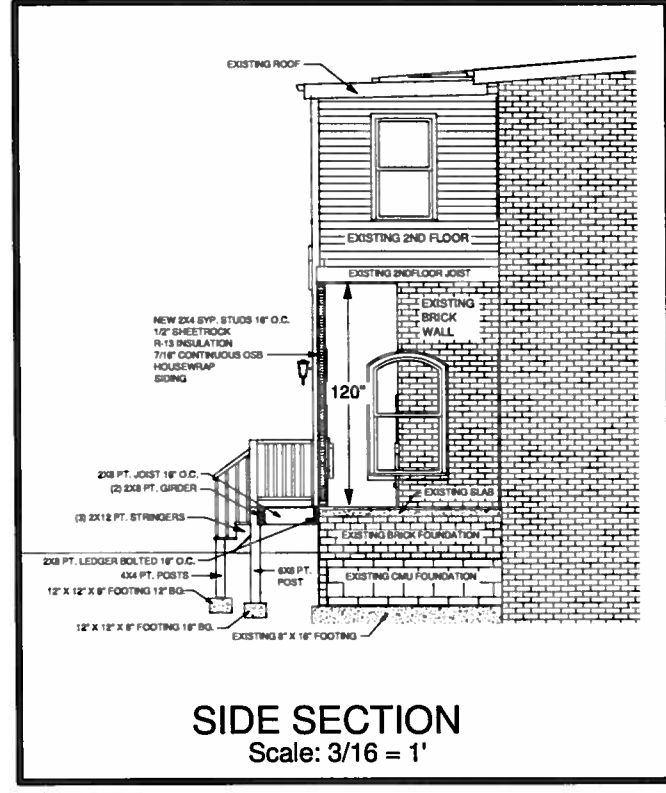 EXISTING ROOF
EXISTING 2ND FLOOR
EXISTING 2NDFLOOR JOIST
EXISTING
BRICK
WALL
NEW 2X4 SYP. STUDS 16" O.C.
1/2" SHEETROCK
R-13 INSULATION
7/16" CONTINUOUS OSB
HOUSEWRAP
SIDING
120"
2X8 PT. JOIST 16" O.C.
(2) 2X8 PT. GIRDER
(3) 2X12 PT. STRINGERS
EXISTING SLAB
EXISTING BRICK FOUNDATION
2X8 PT. LEDGER BOLTED 16" O.C.
4X4 PT. POSTS
6X6 PT.
POST
EXISTING CMU FOUNDATION
12" X 12" X 8" FOOTING 12" BG.
12" X 12" X 8" FOOTING 18" BG.
EXISTING 8" X 16" FOOTING
SIDE SECTION
Scale: 3/16 = 1'